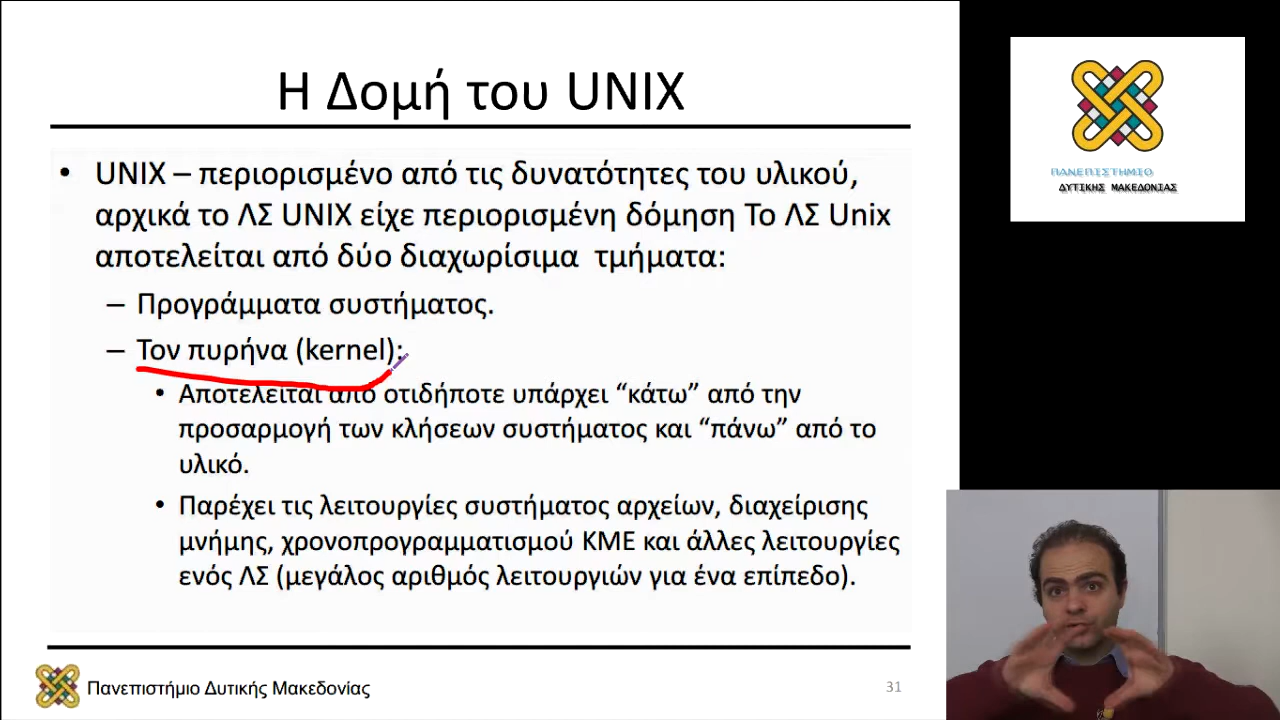 Η Δομή του UNIX
• UNIX – περιορισμένο από τις δυνατότητες του υλικού,
αρχικά το ΛΣ UNIX είχε περιορισμένη δόμηση Το ΛΣ Unix
αποτελείται από δύο διαχωρίσιμα τμήματα:
– Προγράμματα συστήματος.
– Τον πυρήνα (kernel):
• Αποτελείται από οτιδήποτε υπάρχει “κάτω” από την
προσαρμογή των κλήσεων συστήματος και “πάνω” από το
υλικό.
• Παρέχει τις λειτουργίες συστήματος αρχείων, διαχείρισης
μνήμης, χρονοπρογραμματισμού ΚΜΕ και άλλες λειτουργίες
ενός ΛΣ (μεγάλος αριθμός λειτουργιών για ένα επίπεδο).
Πανεπιστήμιο Δυτικής Μακεδονίας
31
ΠΑΝΕΠΙΣΤΗΜΙΟ
ΔΥΤΙΚΗΣ ΜΑΚΕΔΟΝΙΑΣ